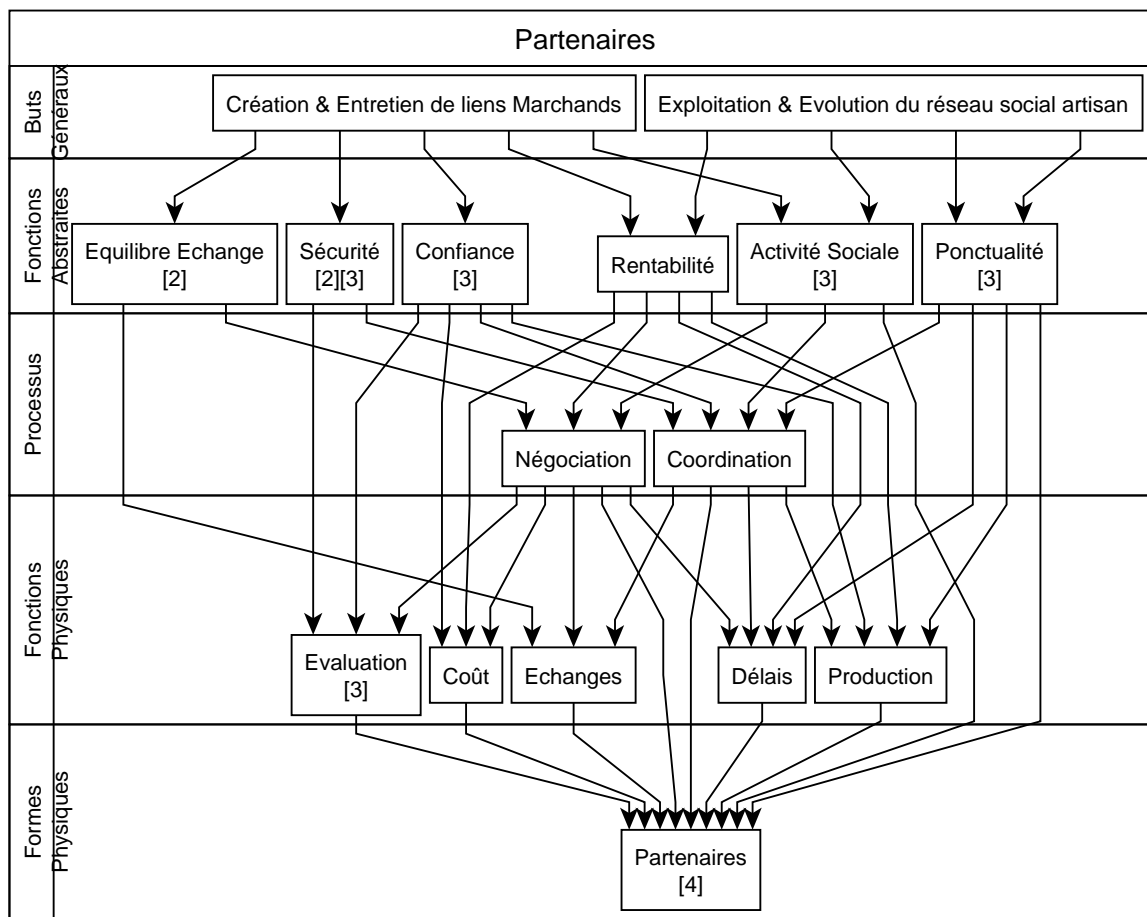 Partenaires
Buts
Généraux
Création & Entretien de liens Marchands
Exploitation & Evolution du réseau social artisan
Fonctions
Abstraites
Equilibre Echange
[2]
Sécurité
[2][3]
Confiance
[3]
Rentabilité
Activité Sociale
[3]
Ponctualité
[3]
Processus
Négociation
Coordination
Fonctions
Physiques
Evaluation
[3]
Coût
Echanges
Délais
Production
Formes
Physiques
Partenaires
[4]